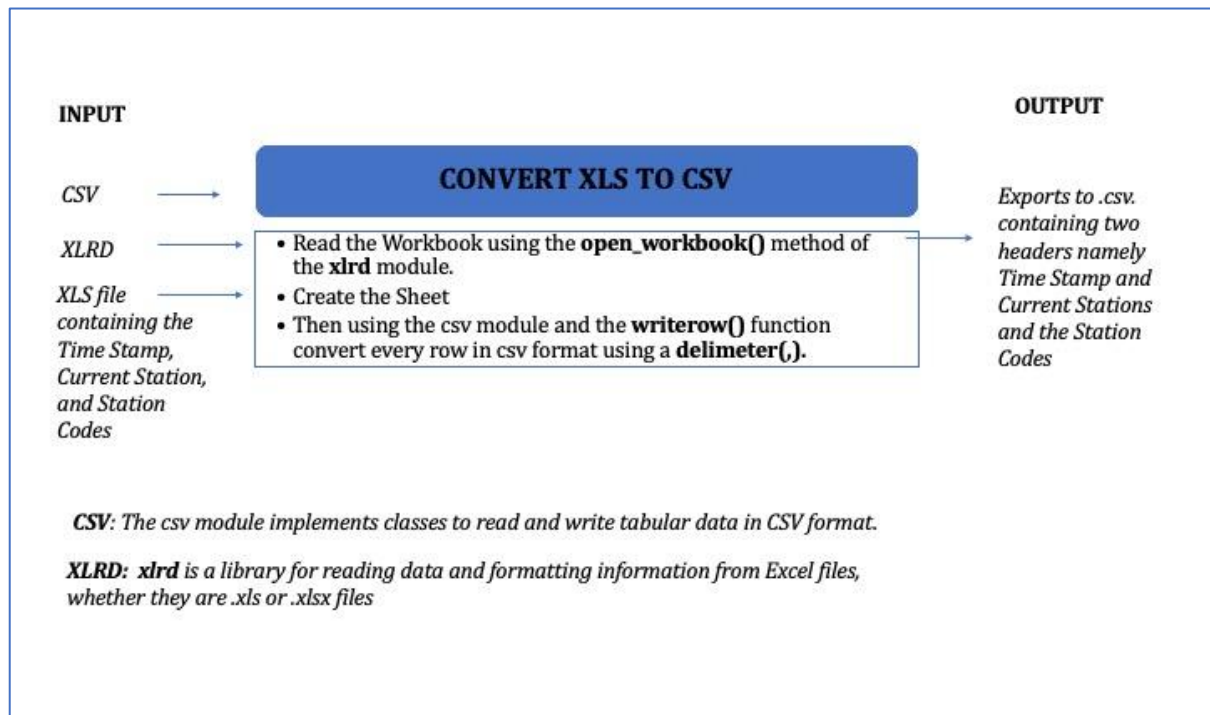 INPUT
OUTPUT
CONVERT XLS TO CSV
CSV
XLRD
XLS file
containing the
Time Stamp,
Current Station,
and Station
Codes
• Read the Workbook using the open_workbook() method of
the xlrd module.
• Create the Sheet
• Then using the csv module and the writerow() function
convert every row in csv format using a delimeter(,).
Exports to .csv.
containing two
headers namely
Time Stamp and
Current Stations
and the Station
Codes
CSV: The csv module implements classes to read and write tabular data in CSV format.
XLRD: xlrd is a library for reading data and formatting information from Excel files,
whether they are .xls or .xlsx files